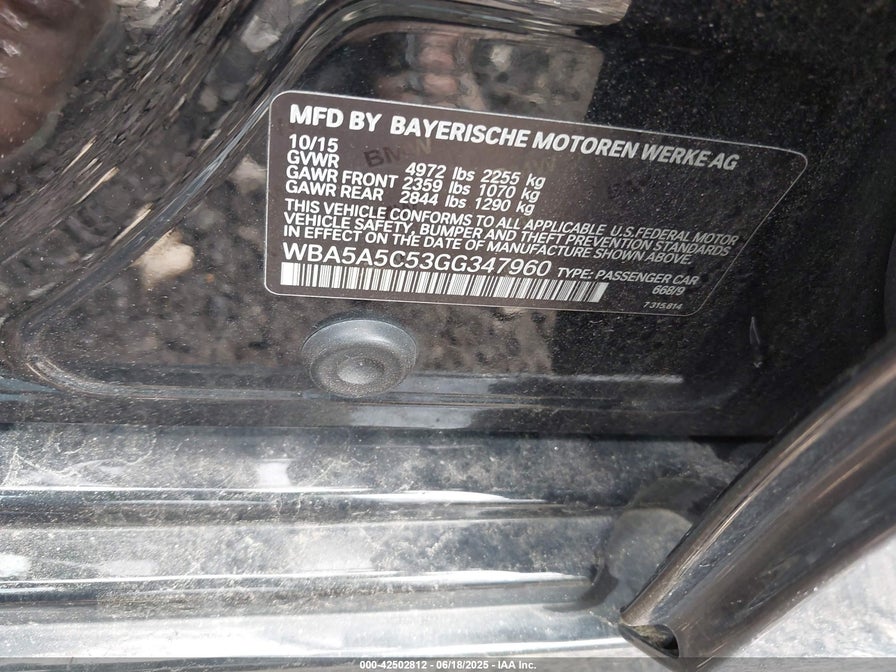 MFD BY BAYERISCHE MOTOREN WERKE AG
10/15
GVWR 4972 lbs 2255 kg
GAWR FRONT 2359 lbs 1070 kg
GAWR REAR 2844 lbs 1290 kg
THIS VEHICLE CONFORMS TO ALL APPLICABLE U.S.FEDERAL MOTOR
VEHICLE SAFETY, BUMPER AND THEFT PREVENTION STANDARDS
IN EFFECT ON THE DATE OF MANUFACTURE SHOWN ABOVE.
WBA5A5C53GG347960 TYPE: PASSENGER CAR
668/9
7315814
000-42502812 - 06/18/2025 - IAA Inc.